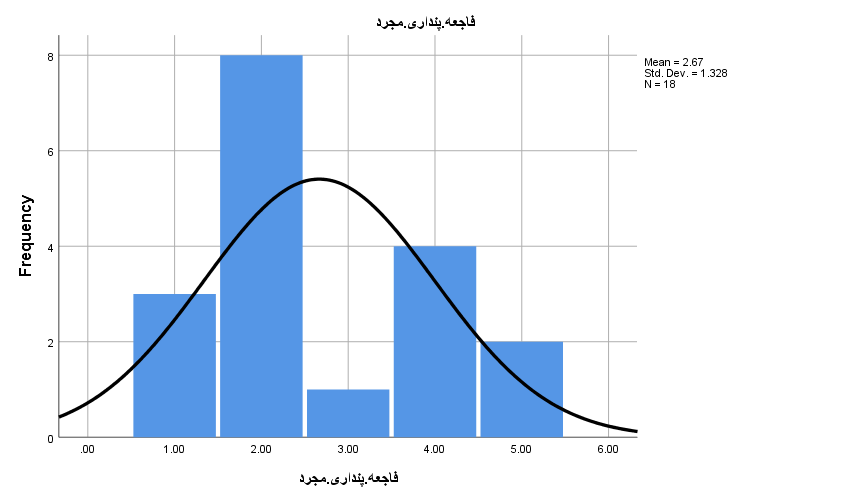 فاجعه.پنداری.مجرد
Mean = 2.67
Std. Dev. = 1.328
N = 18
Frequency
8
6
4
2
0
.00 1.00 2.00 3.00 4.00 5.00 6.00
فاجعه.پنداری.مجرد